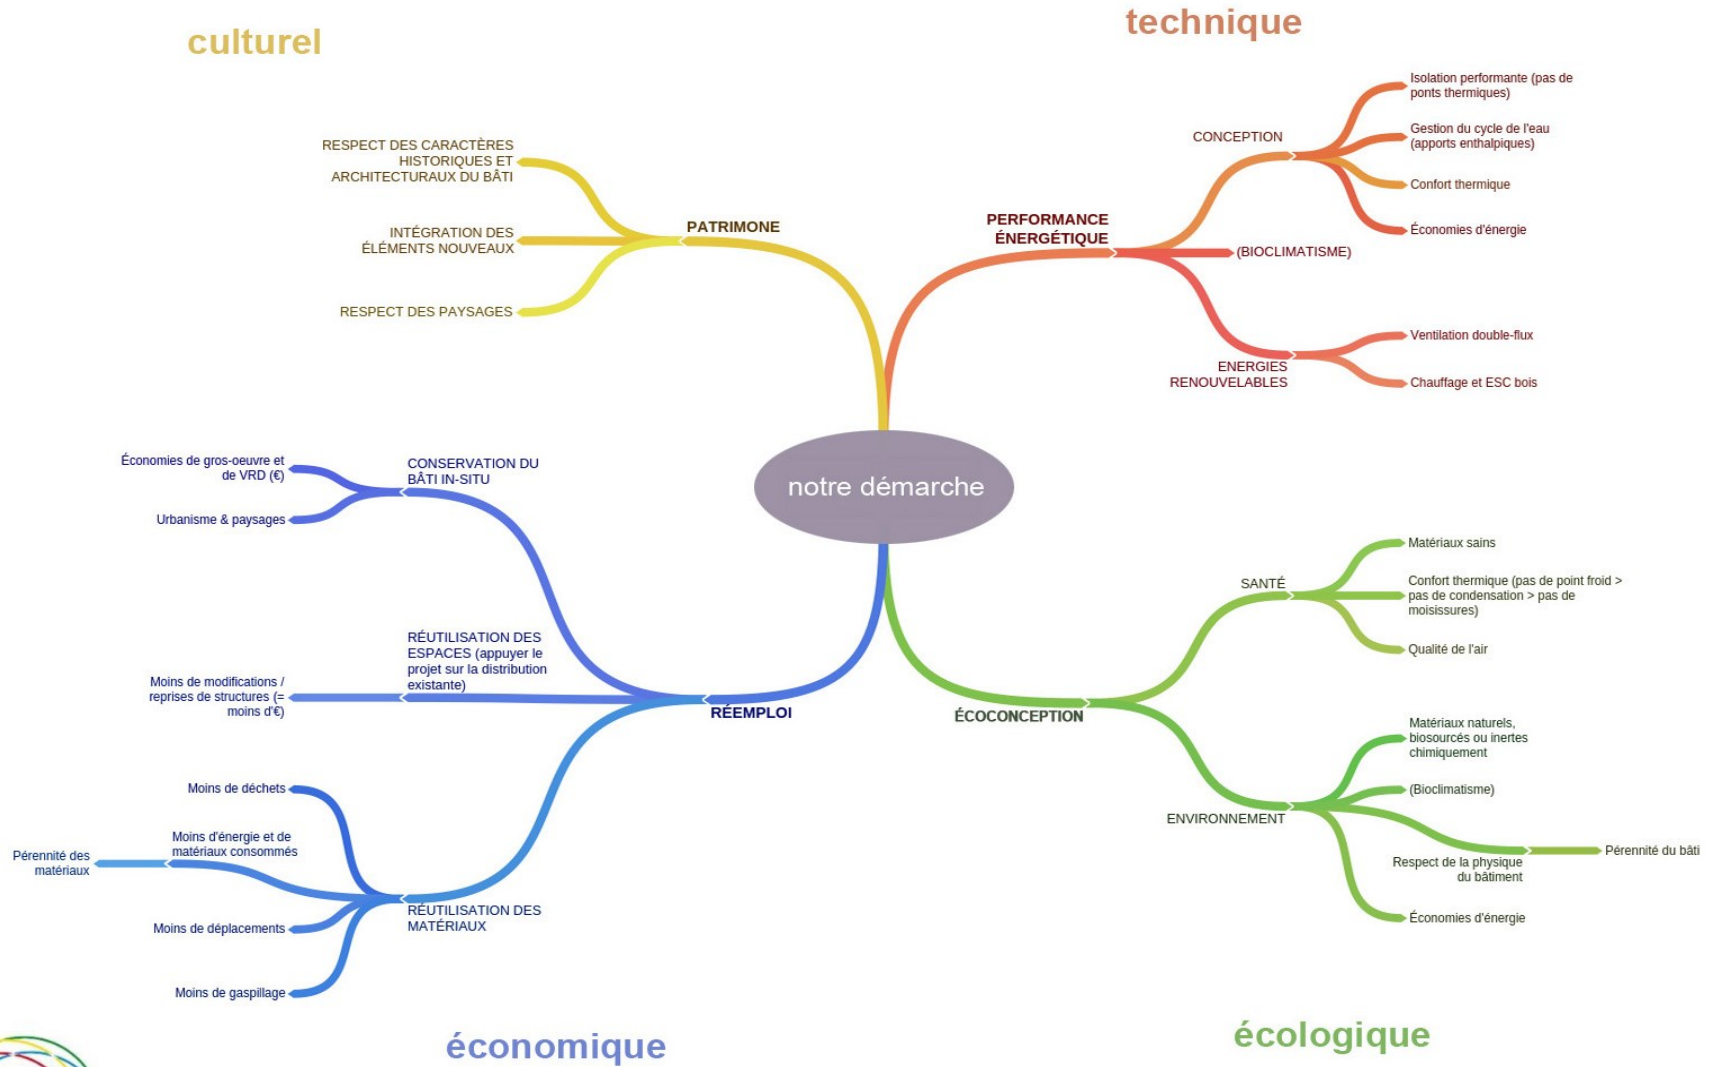 culturel
technique
RESPECT DES CARACTÈRES
HISTORIQUES ET
ARCHITECTURAUX DU BÂTI
INTÉGRATION DES
ÉLÉMENTS NOUVEAUX
RESPECT DES PAYSAGES
PATRIMONE
PERFORMANCE
ÉNERGÉTIQUE
CONCEPTION
Isolation performante (pas de
ponts thermiques)
Gestion du cycle de l'eau
(apports enthalpiques)
Confort thermique
Économies d'énergie
(BIOCLIMATISME)
ENERGIES
RENOUVELABLES
Ventilation double-flux
Chauffage et ESC bois
notre démarche
Économies de gros-oeuvre et
de VRD (€)
Urbanisme & paysages
CONSERVATION DU
BÂTI IN-SITU
Moins de modifications /
reprises de structures (=
moins d'€)
RÉUTILISATION DES
ESPACES (appuyer le
projet sur la distribution
existante)
RÉEMPLOI
Moins de déchets
Moins d'énergie et de
matériaux consommés
Pérennité des
matériaux
Moins de déplacements
Moins de gaspillage
RÉUTILISATION DES
MATÉRIAUX
ÉCOCONCEPTION
SANTÉ
Matériaux sains
Confort thermique (pas de point froid >
pas de condensation > pas de
moisissures)
Qualité de l'air
ENVIRONNEMENT
Matériaux naturels,
biosourcés ou inertes
chimiquement
(Bioclimatisme)
Respect de la physique
du bâtiment
Pérennité du bâti
Économies d'énergie
économique
écologique